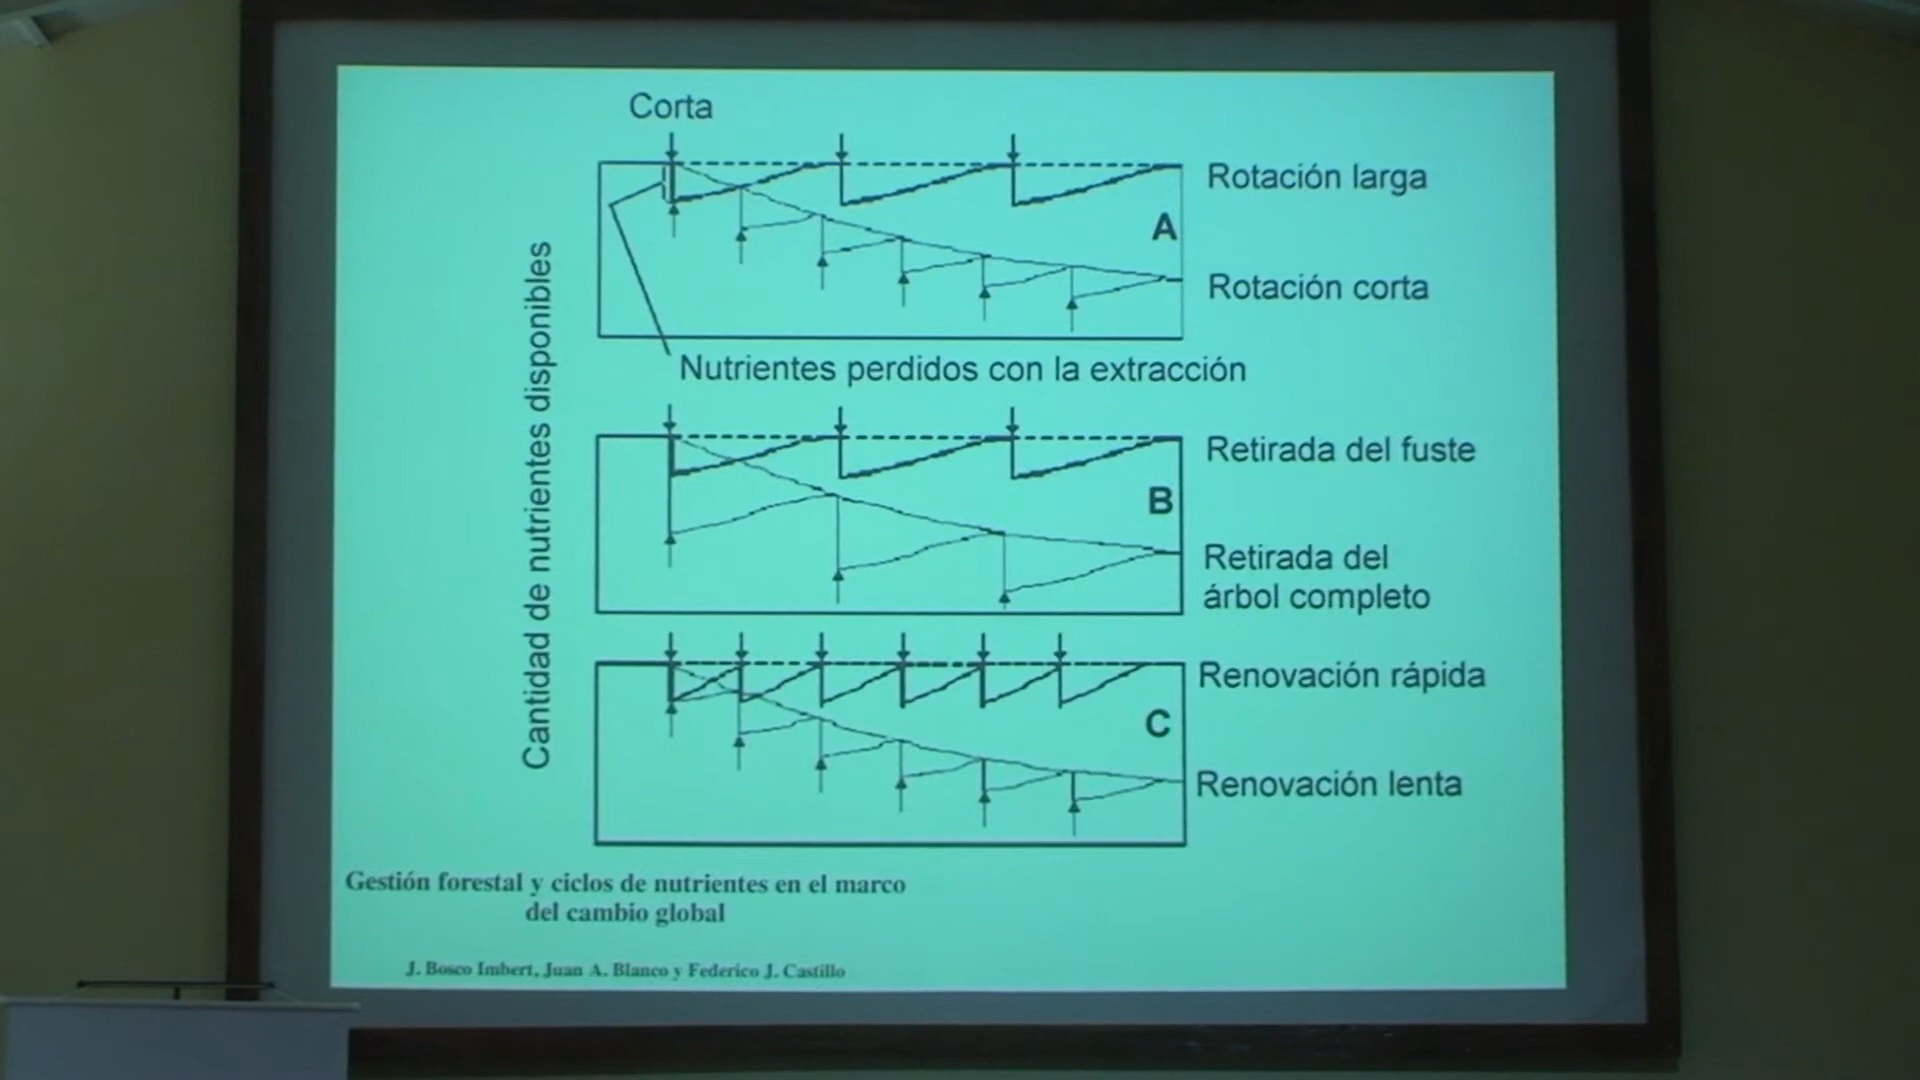 Corta
Rotación larga
A
Rotación corta
Cantidad de nutrientes disponibles
Nutrientes perdidos con la extracción
Retirada del fuste
B
Retirada del
árbol completo
Renovación rápida
C
Renovación lenta
Gestión forestal y ciclos de nutrientes en el marco
del cambio global
J. Bosco Imbert, Juan A. Blanco y Federico J. Castillo